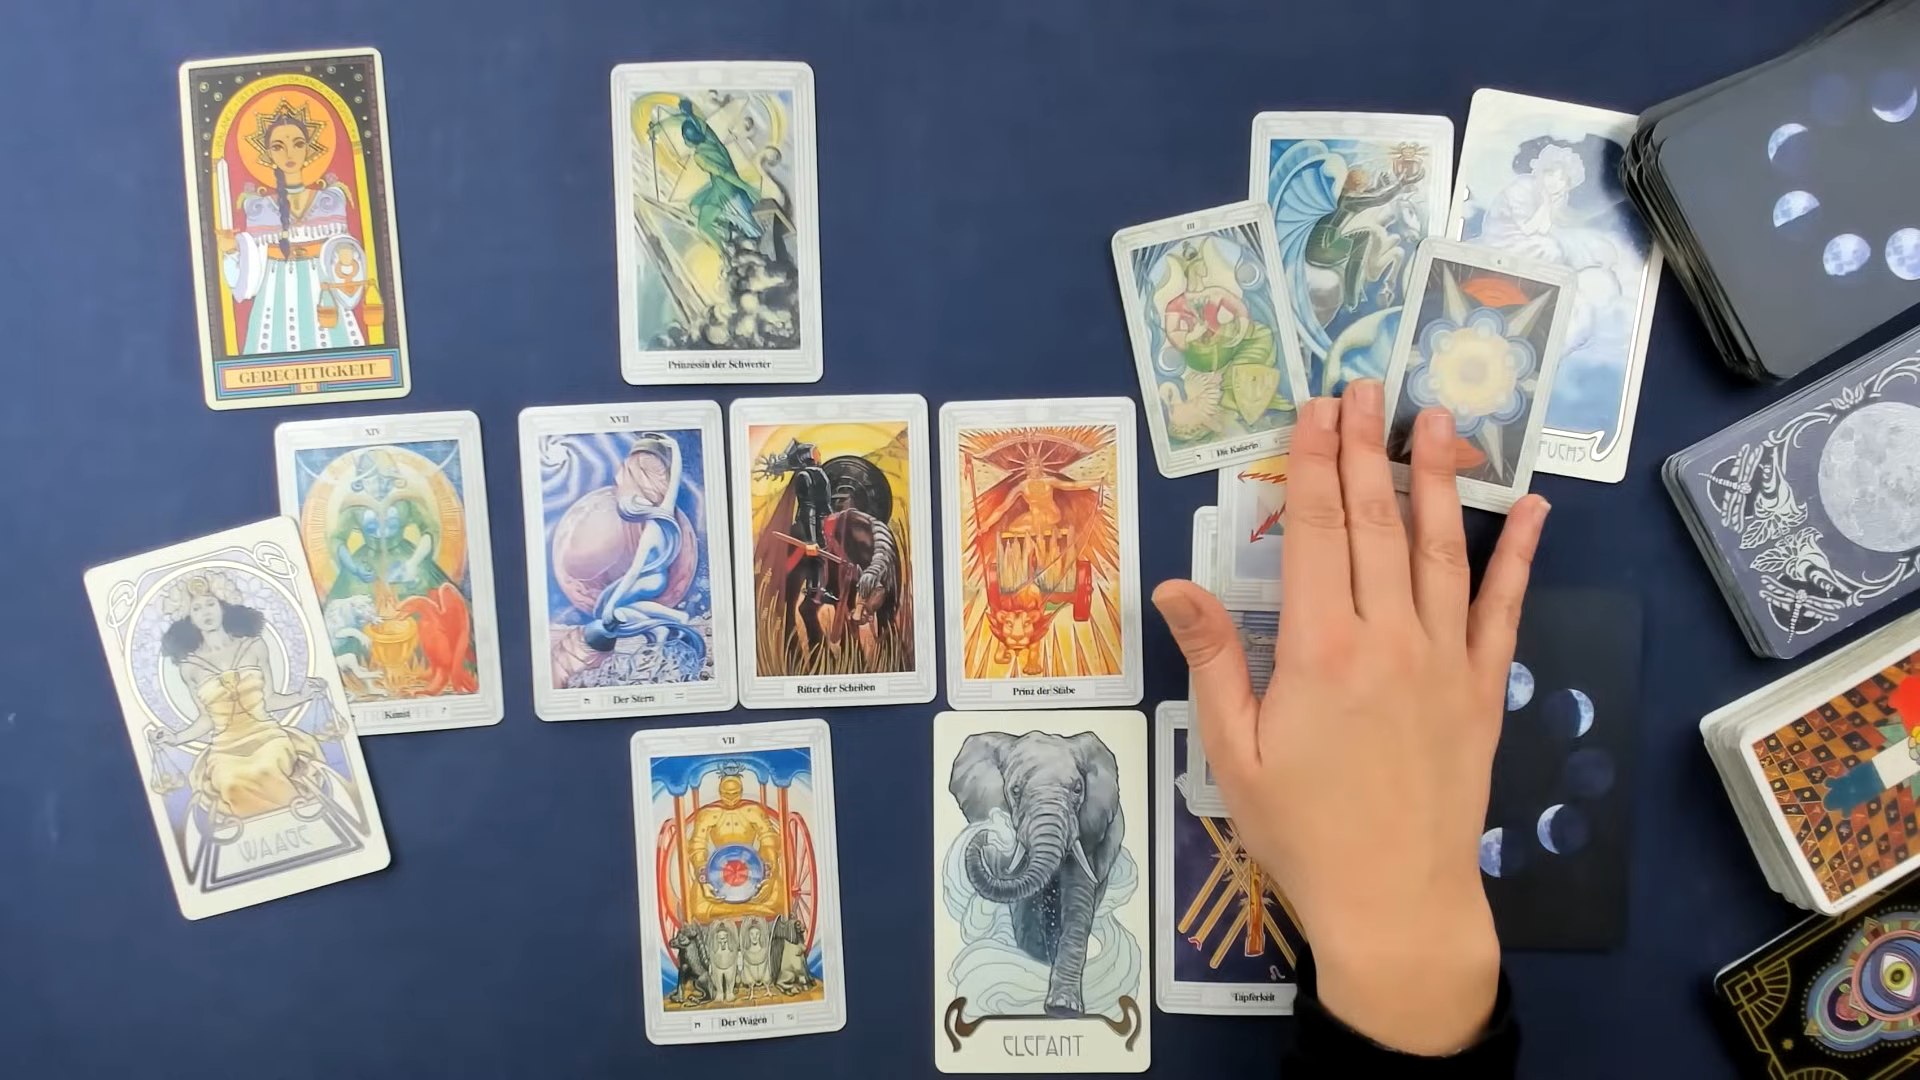 GERECHTIGKEIT
XI
Prinzessin der Schwerter
III
Die Kaiserin
FUCHS
XIV
Kunst
XVII
Der Stern
Ritter der Scheiben
Prinz der Stäbe
WAAGE
VII
Der Wagen
ELEFANT
Tapferkeit